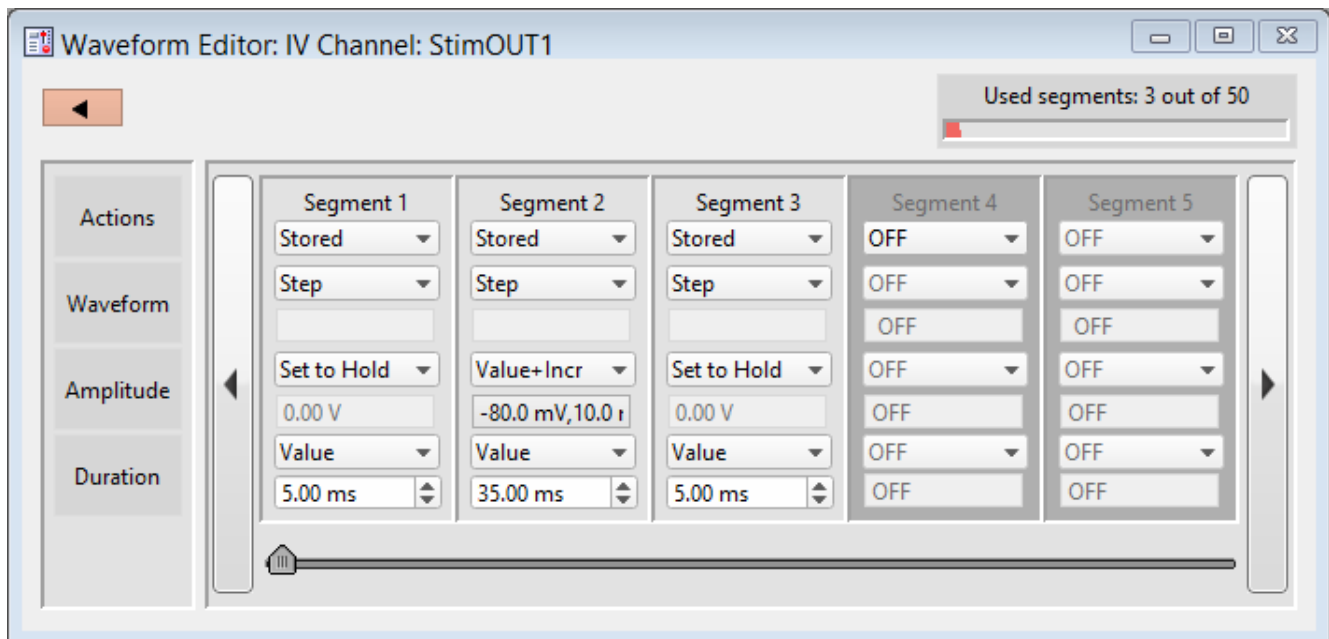 Waveform Editor: IV Channel: StimOUT1
Used segments: 3 out of 50
Actions
Waveform
Amplitude
Duration
Segment 1 Segment 2 Segment 3 Segment 4 Segment 5
Stored Stored Stored OFF OFF
Step Step Step OFF OFF
OFF OFF
Set to Hold Value+Incr Set to Hold OFF OFF
0.00 V -80.0 mV,10.0 0.00 V OFF OFF
Value Value Value OFF OFF
5.00 ms 35.00 ms 5.00 ms OFF OFF